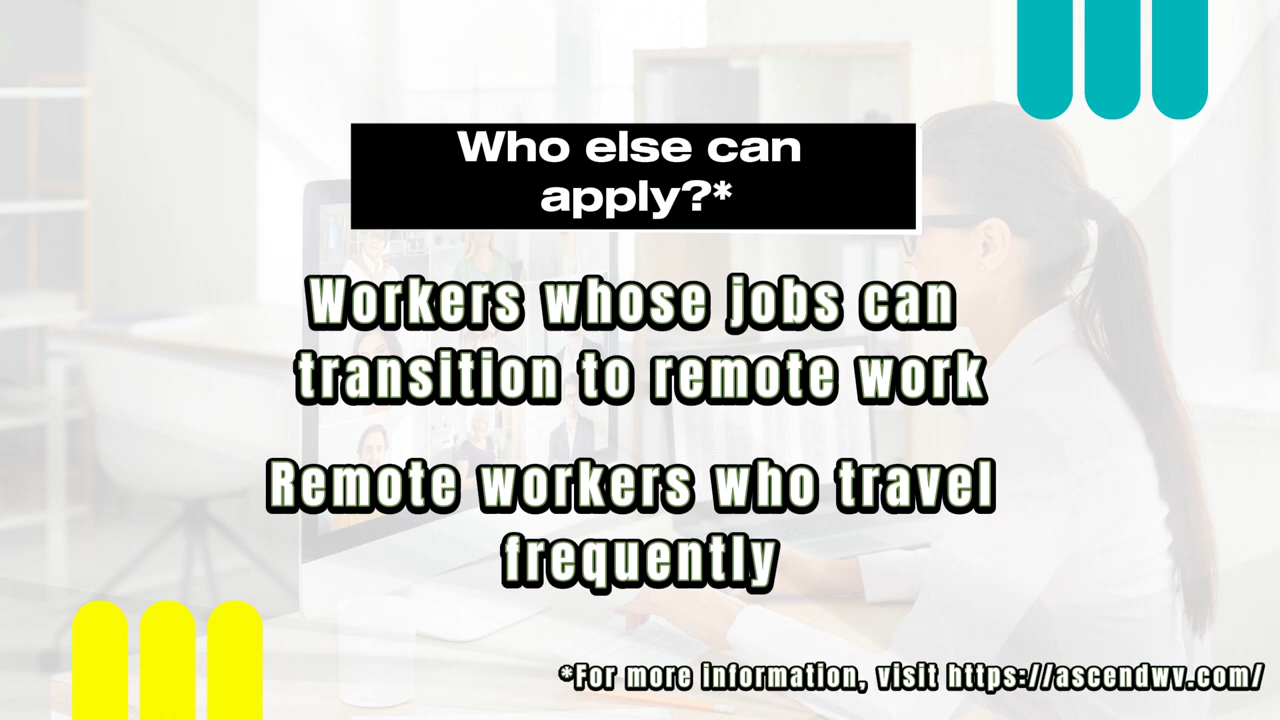 Who else can
apply?*
Workers whose jobs can
transition to remote work
Remote workers who travel
frequently
*For more information, visit https://ascendwv.com/